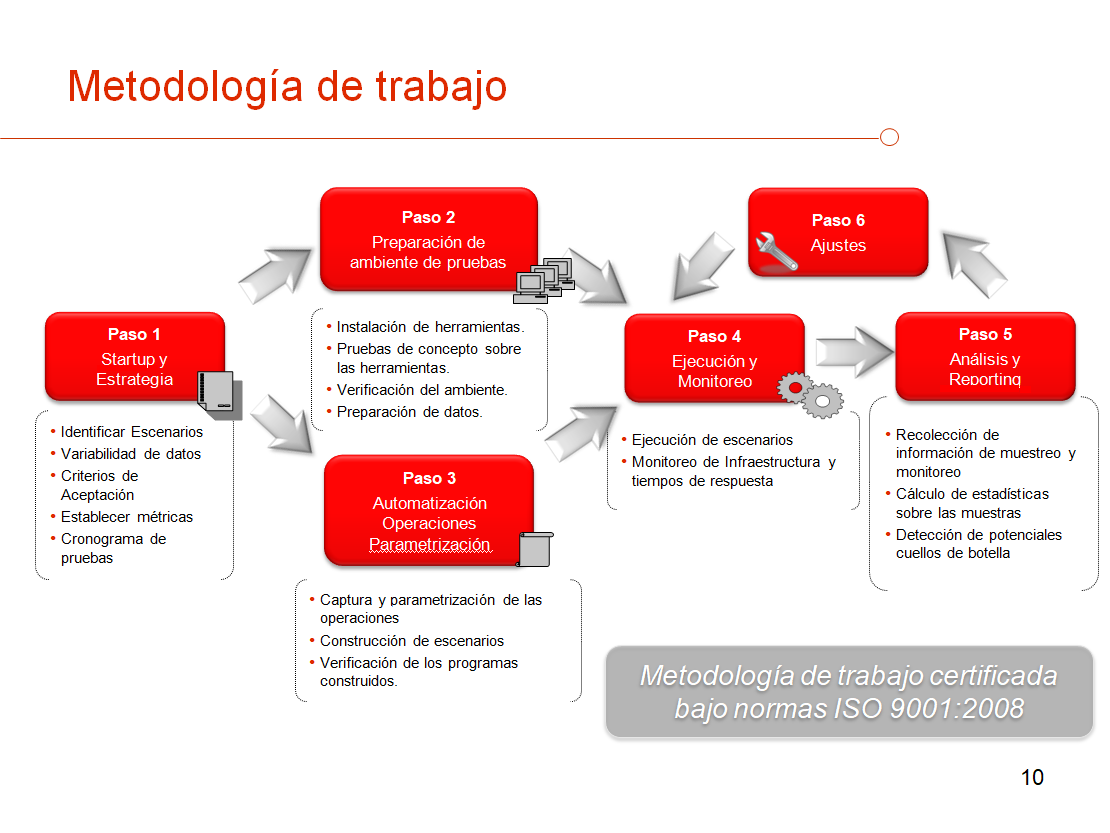 Metodología de trabajo
Paso 1
Startup y
Estrategia
• Identificar Escenarios
• Variabilidad de datos
• Criterios de
Aceptación
• Establecer métricas
• Cronograma de
pruebas
Paso 2
Preparación de
ambiente de pruebas
• Instalación de herramientas.
• Pruebas de concepto sobre
las herramientas.
• Verificación del ambiente.
• Preparación de datos.
Paso 3
Automatización
Operaciones
Parametrización
• Captura y parametrización de las
operaciones
• Construcción de escenarios
• Verificación de los programas
construidos.
Paso 4
Ejecución y
Monitoreo
• Ejecución de escenarios
• Monitoreo de Infraestructura y
tiempos de respuesta
Paso 5
Análisis y
Reporting
• Recolección de
información de muestreo y
monitoreo
• Cálculo de estadísticas
sobre las muestras
• Detección de potenciales
cuellos de botella
Paso 6
Ajustes
Metodología de trabajo certificada
bajo normas ISO 9001:2008
10